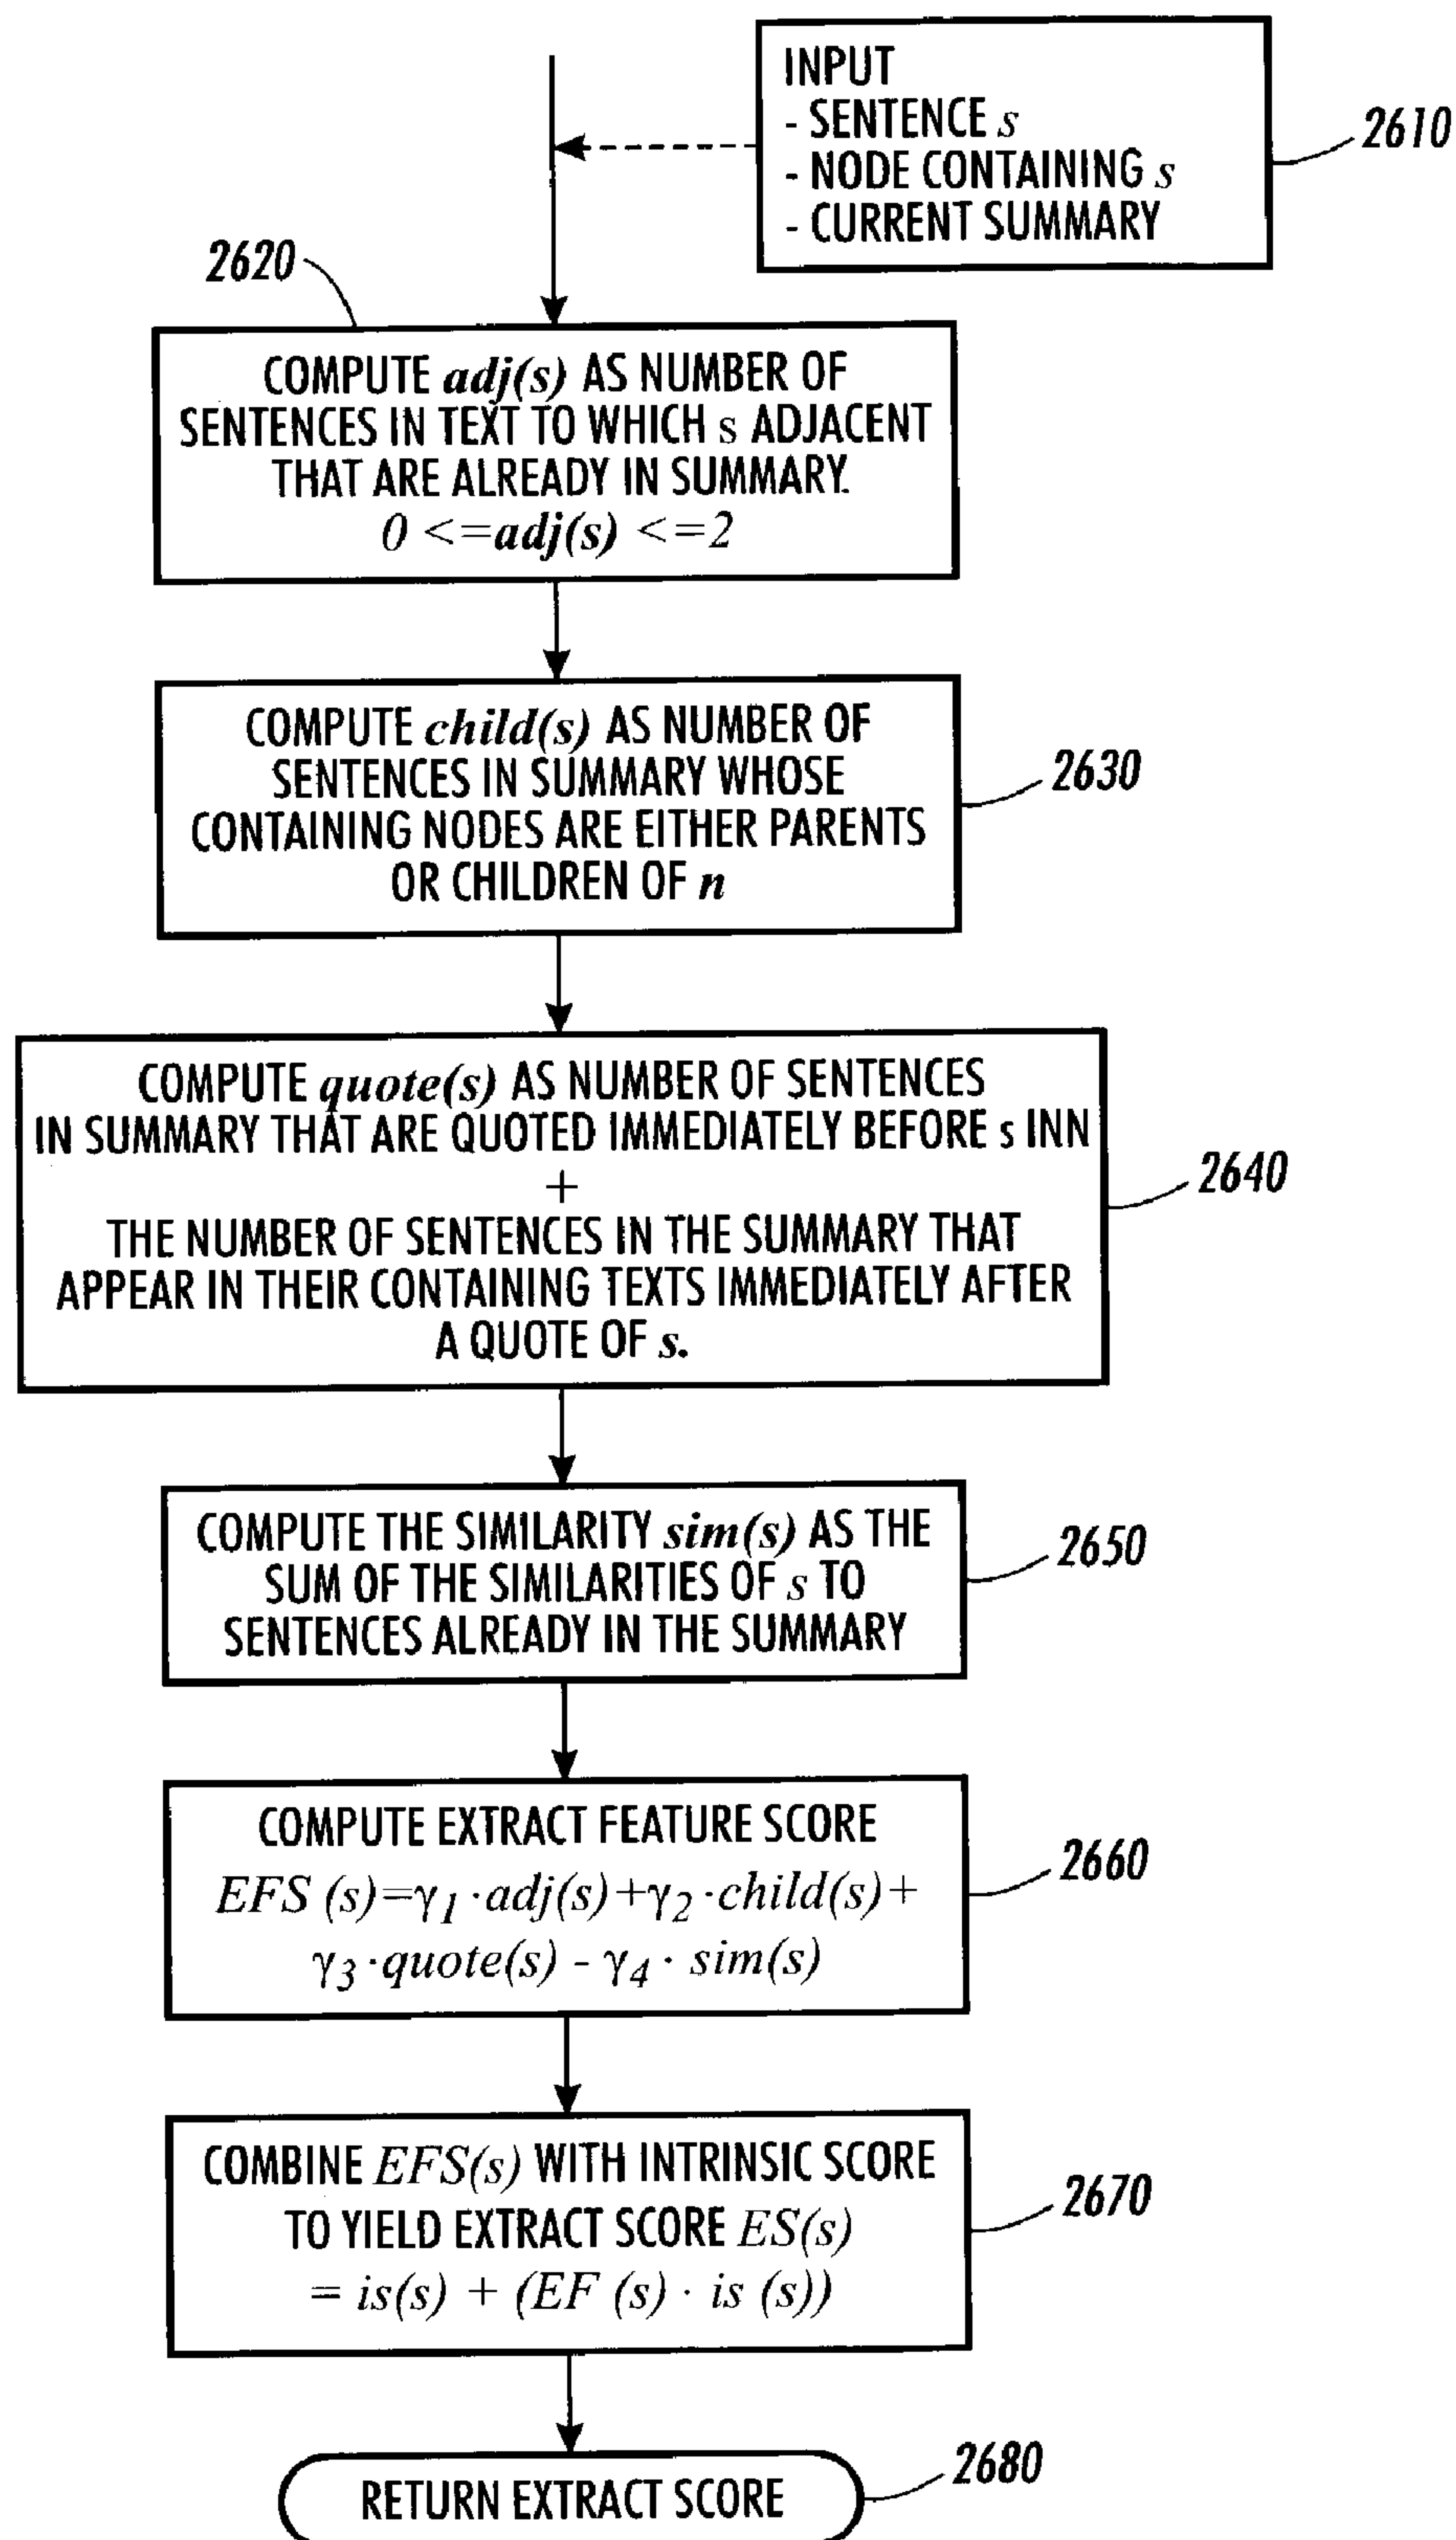 INPUT
- SENTENCE s
- NODE CONTAINING s
- CURRENT SUMMARY
2610
2620
COMPUTE adj(s) AS NUMBER OF
SENTENCES IN TEXT TO WHICH s ADJACENT
THAT ARE ALREADY IN SUMMARY.
0 <=adj(s) <=2
COMPUTE child(s) AS NUMBER OF
SENTENCES IN SUMMARY WHOSE
CONTAINING NODES ARE EITHER PARENTS
OR CHILDREN OF n
2630
COMPUTE quote(s) AS NUMBER OF SENTENCES
IN SUMMARY THAT ARE QUOTED IMMEDIATELY BEFORE s INN
+
THE NUMBER OF SENTENCES IN THE SUMMARY THAT
APPEAR IN THEIR CONTAINING TEXTS IMMEDIATELY AFTER
A QUOTE OF s.
2640
COMPUTE THE SIMILARITY sim(s) AS THE
SUM OF THE SIMILARITIES OF s TO
SENTENCES ALREADY IN THE SUMMARY
2650
COMPUTE EXTRACT FEATURE SCORE
EFS (s)=γ1·adj(s)+γ2·child(s)+
γ3·quote(s) - γ4· sim(s)
2660
COMBINE EFS(s) WITH INTRINSIC SCORE
TO YIELD EXTRACT SCORE ES(s)
= is(s) + (EF (s) · is (s))
2670
RETURN EXTRACT SCORE
2680